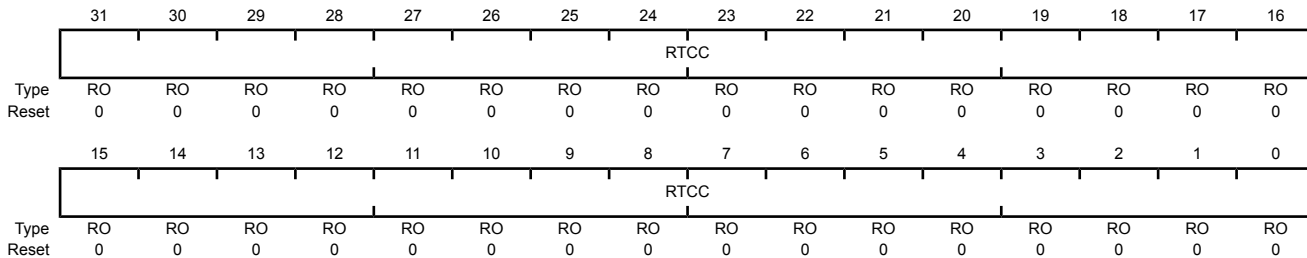 31 30 29 28 27 26 25 24 23 22 21 20 19 18 17 16
RTCC
Type RO RO RO RO RO RO RO RO RO RO RO RO RO RO RO RO
Reset 0 0 0 0 0 0 0 0 0 0 0 0 0 0 0 0
15 14 13 12 11 10 9 8 7 6 5 4 3 2 1 0
RTCC
Type RO RO RO RO RO RO RO RO RO RO RO RO RO RO RO RO
Reset 0 0 0 0 0 0 0 0 0 0 0 0 0 0 0 0